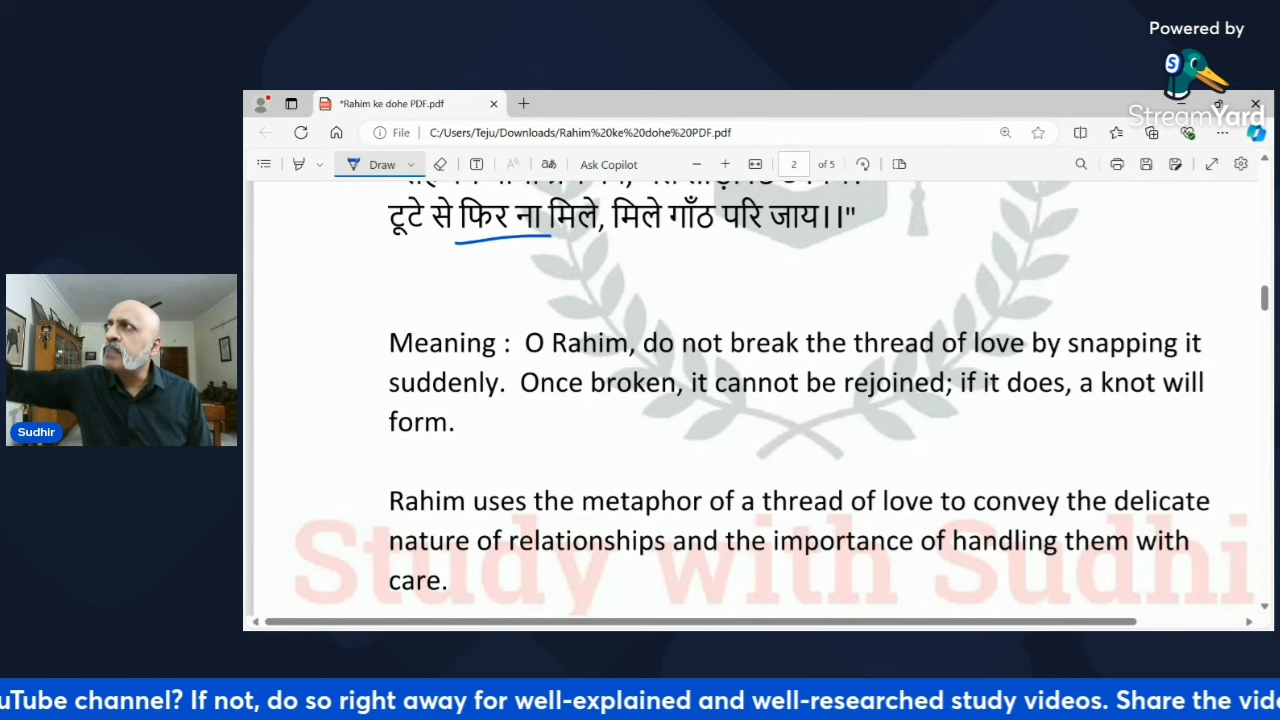 Powered by
StreamYard
*Rahim ke dohe PDF.pdf
File
C:/Users/Teju/Downloads/Rahim%20ke%20dohe%20PDF.pdf
Draw
Ask Copilot
2 of 5
टूटे से फिर ना मिले, मिले गाँठ परि जाय।।"
Meaning : O Rahim, do not break the thread of love by snapping it
suddenly. Once broken, it cannot be rejoined; if it does, a knot will
form.
Rahim uses the metaphor of a thread of love to convey the delicate
nature of relationships and the importance of handling them with
care.
Study with Sudhi
Sudhir
uTube channel? If not, do so right away for well-explained and well-researched study videos. Share the vid